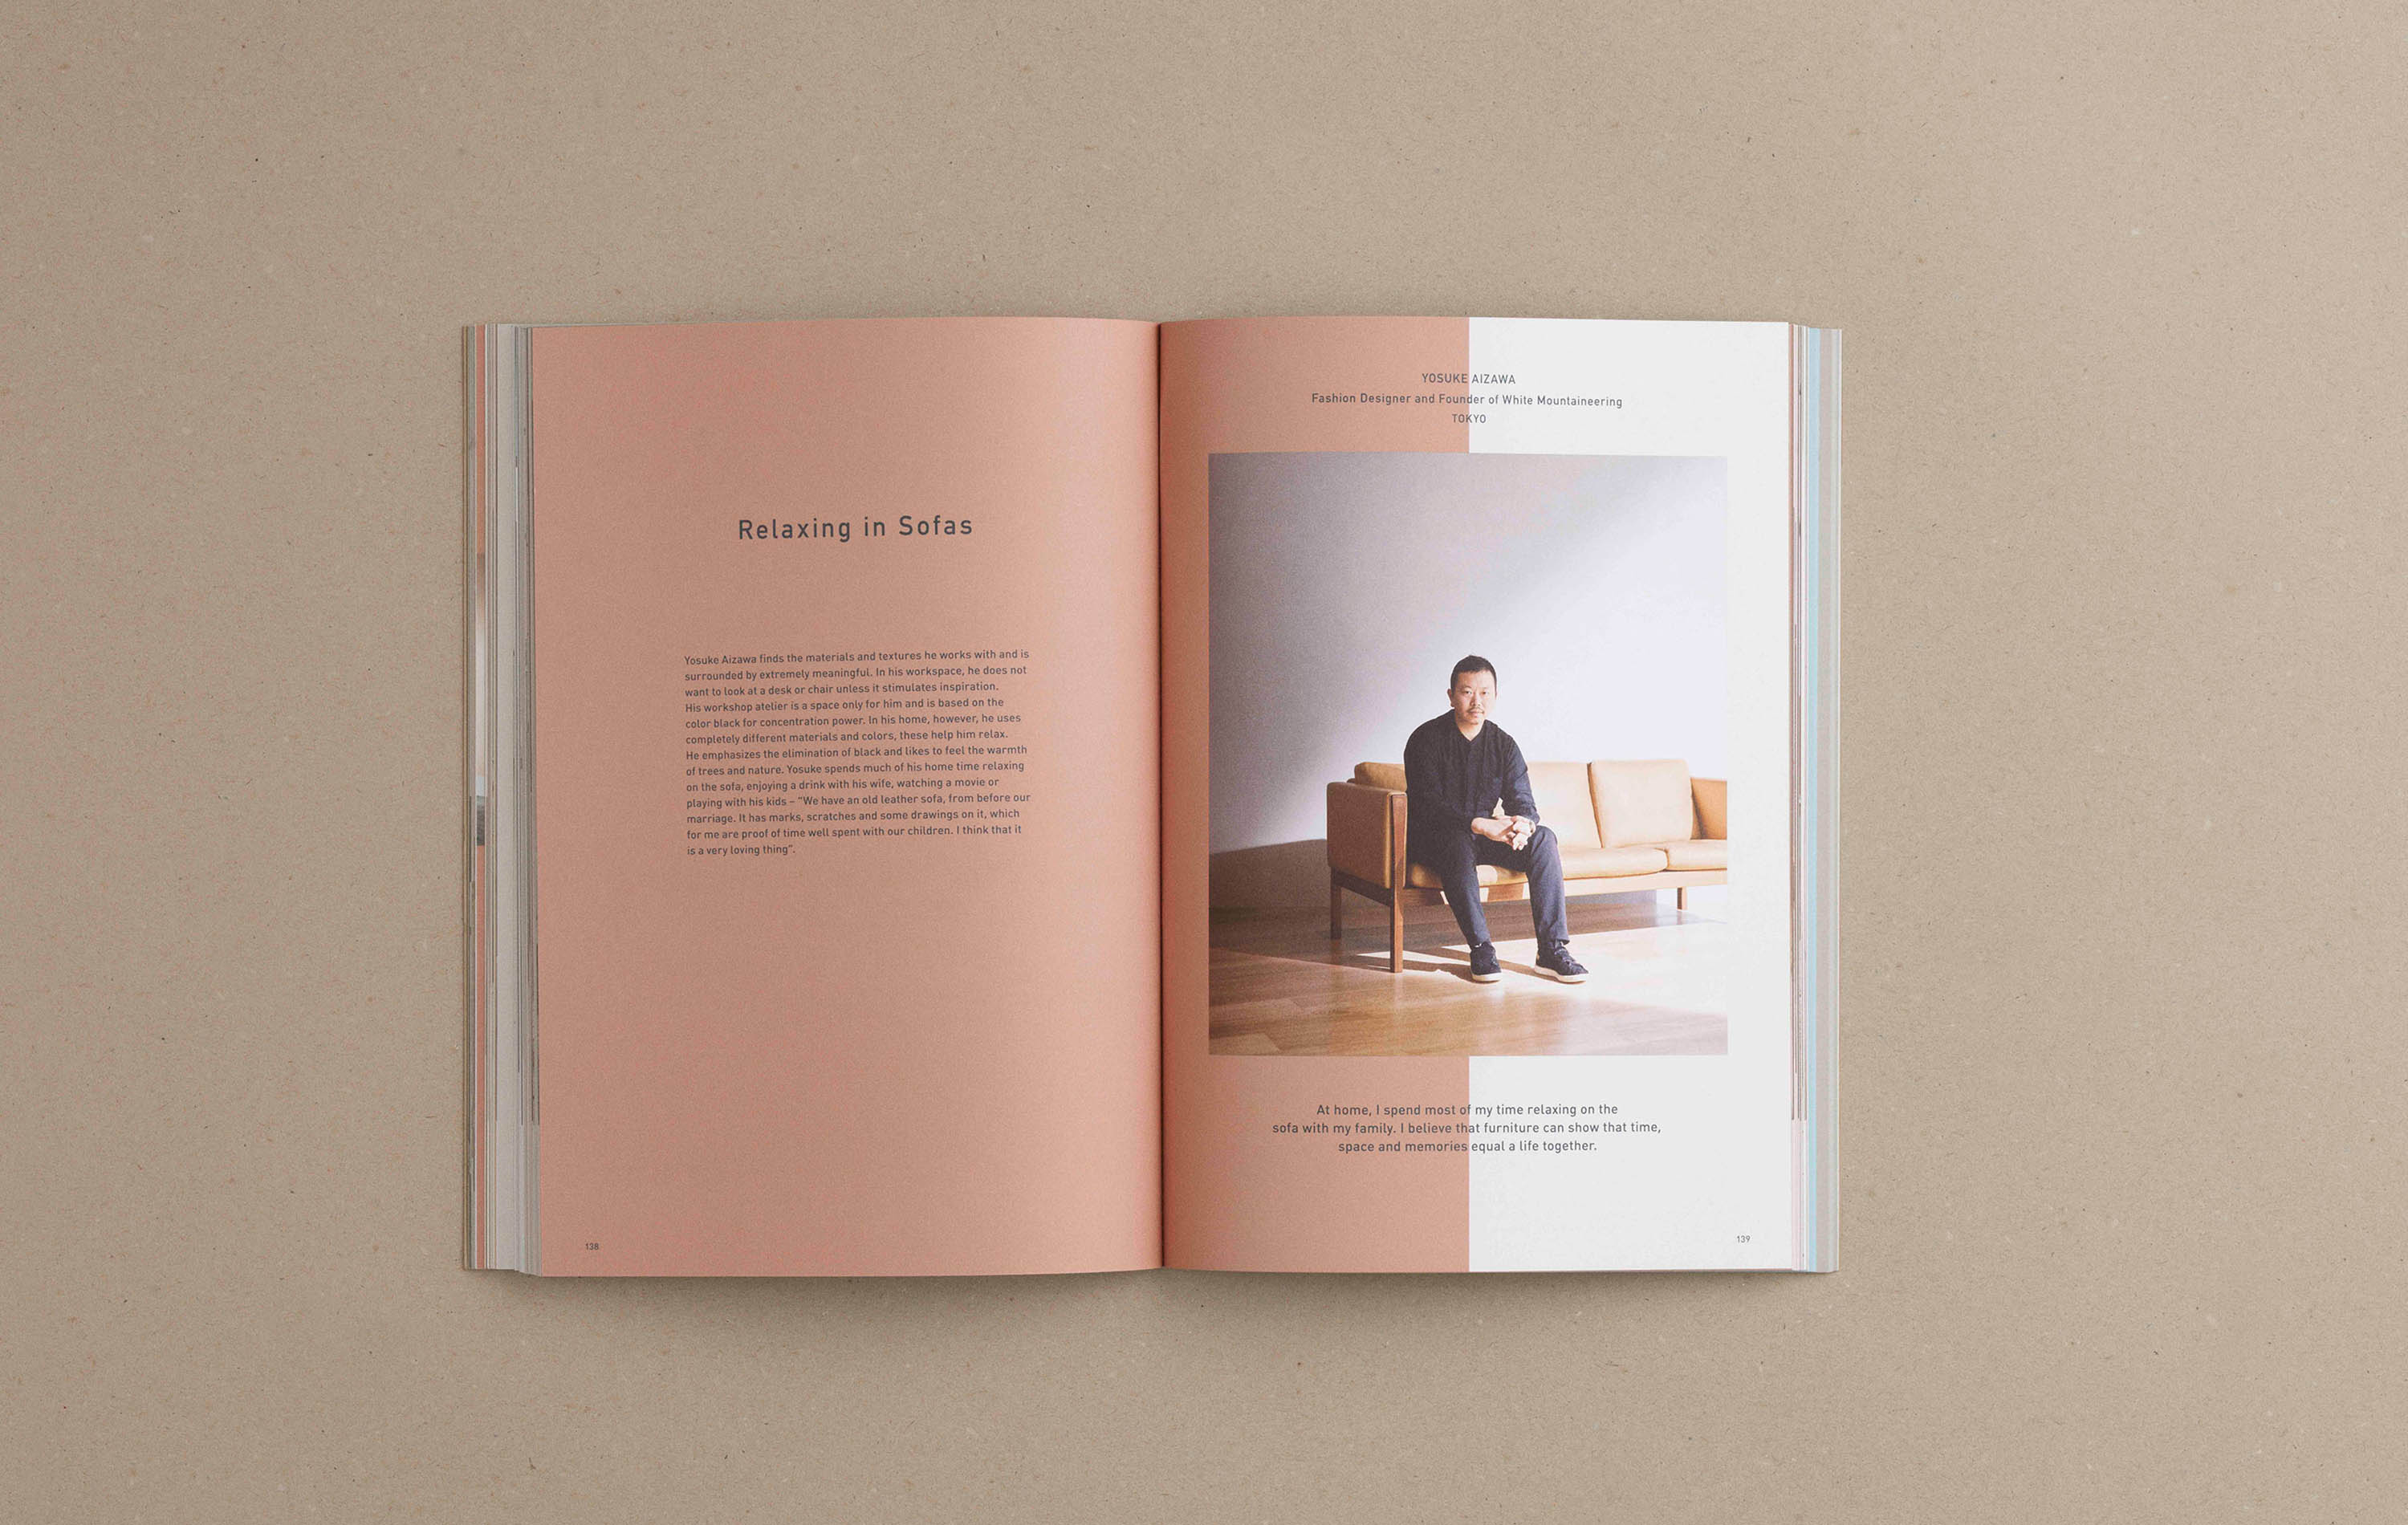 Relaxing in Sofas
Yosuke Aizawa finds the materials and textures he works with and is
surrounded by extremely meaningful. In his workspace, he does not
want to look at a desk or chair unless it stimulates inspiration.
His workshop atelier is a space only for him and is based on the
color black for concentration power. In his home, however, he uses
completely different materials and colors, these help him relax.
He emphasizes the elimination of black and likes to feel the warmth
of trees and nature. Yosuke spends much of his home time relaxing
on the sofa, enjoying a drink with his wife, watching a movie or
playing with his kids – “We have an old leather sofa, from before our
marriage. It has marks, scratches and some drawings on it, which
for me are proof of time well spent with our children. I think that it
is a very loving thing”.
138
YOSUKE AIZAWA
Fashion Designer and Founder of White Mountaineering
TOKYO
At home, I spend most of my time relaxing on the
sofa with my family. I believe that furniture can show that time,
space and memories equal a life together.
139